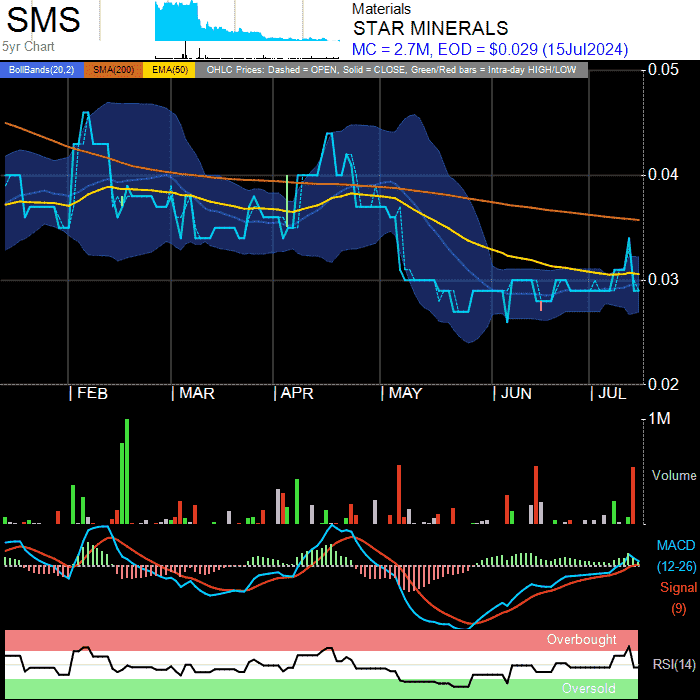 SMS
5yr Chart
Materials
STAR MINERALS
MC = 2.7M, EOD = $0.029 (15Jul2024)
BollBands(20,2) SMA(200) EMA(50) OHLC Prices: Dashed = OPEN, Solid = CLOSE, Green/Red bars = Intra-day HIGH/LOW
0.05
0.04
0.03
0.02
| FEB | MAR | APR | MAY | JUN | JUL
1M
Volume
MACD
(12-26)
Signal
(9)
Overbought
RSI(14)
Oversold